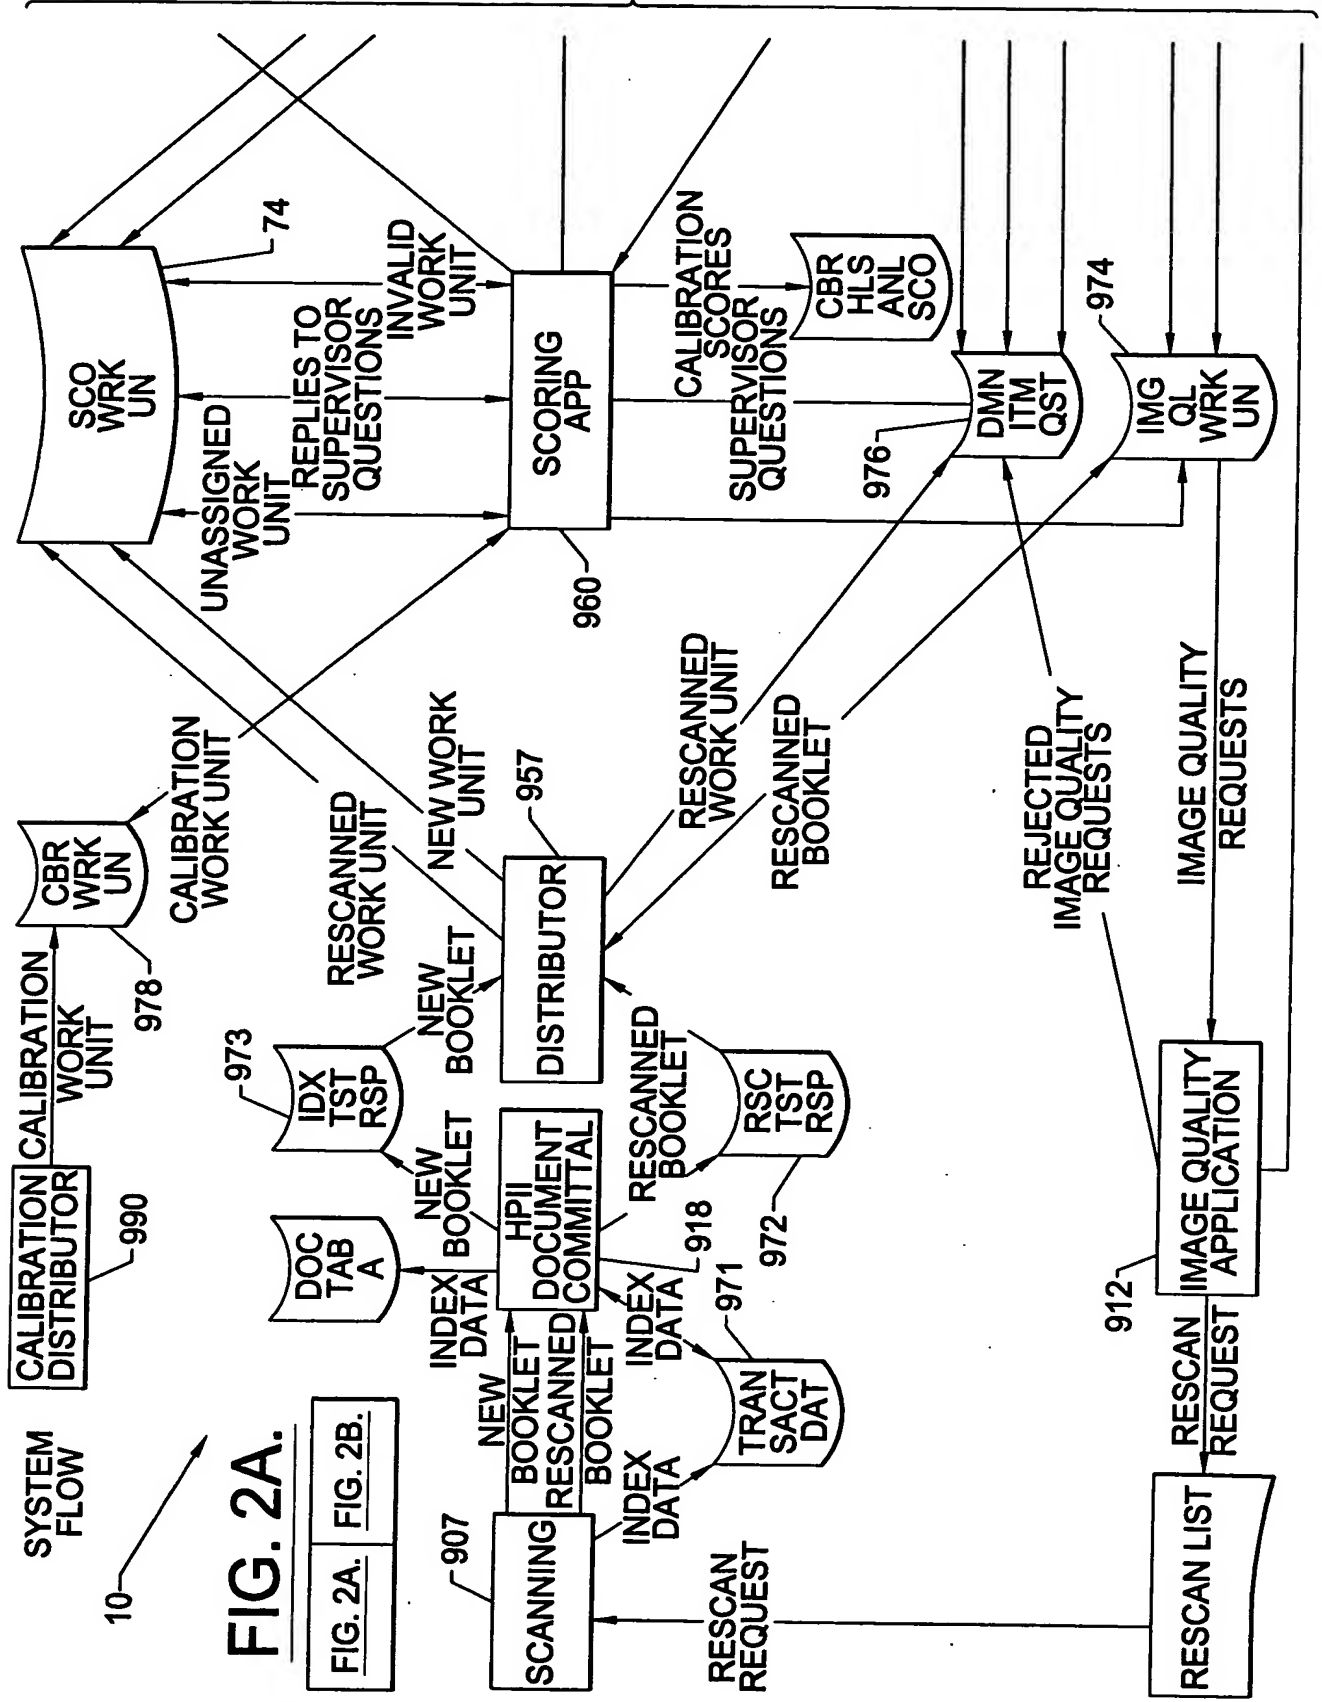 SYSTEM
FLOW
10
FIG. 2A.
FIG. 2A.
FIG. 2B.
CALIBRATION
DISTRIBUTOR
990
CALIBRATION
WORK
UNIT
CBR
WRK
UN
978
CALIBRATION
WORK UNIT
SCO
WRK
UN
74
UNASSIGNED
WORK
UNIT
REPLIES TO
SUPERVISOR
QUESTIONS
INVALID
WORK
UNIT
RESCANNED
WORK UNIT
NEW WORK
UNIT
DOC
TAB
A
INDEX
DATA
IDX
TST
RSP
973
NEW
BOOKLET
NEW
BOOKLET
907
SCANNING
NEW
BOOKLET
RESCANNED
BOOKLET
HPII
DOCUMENT
COMMITTAL
918
DISTRIBUTOR
957
SCORING
APP
960
INDEX
DATA
INDEX
DATA
TRAN
SACT
DAT
971
RESCANNED
BOOKLET
RSC
TST
RSP
972
RESCANNED
WORK UNIT
RESCANNED
BOOKLET
CALIBRATION
SCORES
SUPERVISOR
QUESTIONS
CBR
HLS
ANL
SCO
DMN
ITM
QST
976
IMG
QL
WRK
UN
974
REJECTED
IMAGE QUALITY
REQUESTS
IMAGE QUALITY
REQUESTS
IMAGE QUALITY
APPLICATION
912
RESCAN
REQUEST
RESCAN LIST
RESCAN
REQUEST